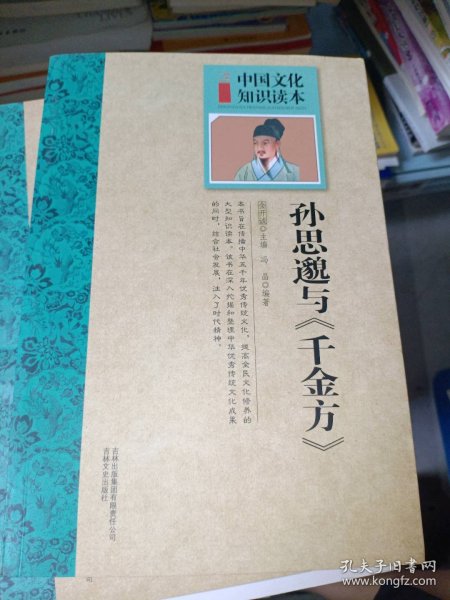 中国文化
知识读本
孙思邈与《千金方》
金开诚◎主编 冯晶◎编著
本书旨在传播中华五千年优秀传统文化，提高全民文化修养的
大型知识读本。该书在深入挖掘和整理中华优秀传统文化成果
的同时，结合社会发展，注入了时代精神。
吉林出版集团有限责任公司
吉林文史出版社
孔夫子旧书网
www.kongfz.com